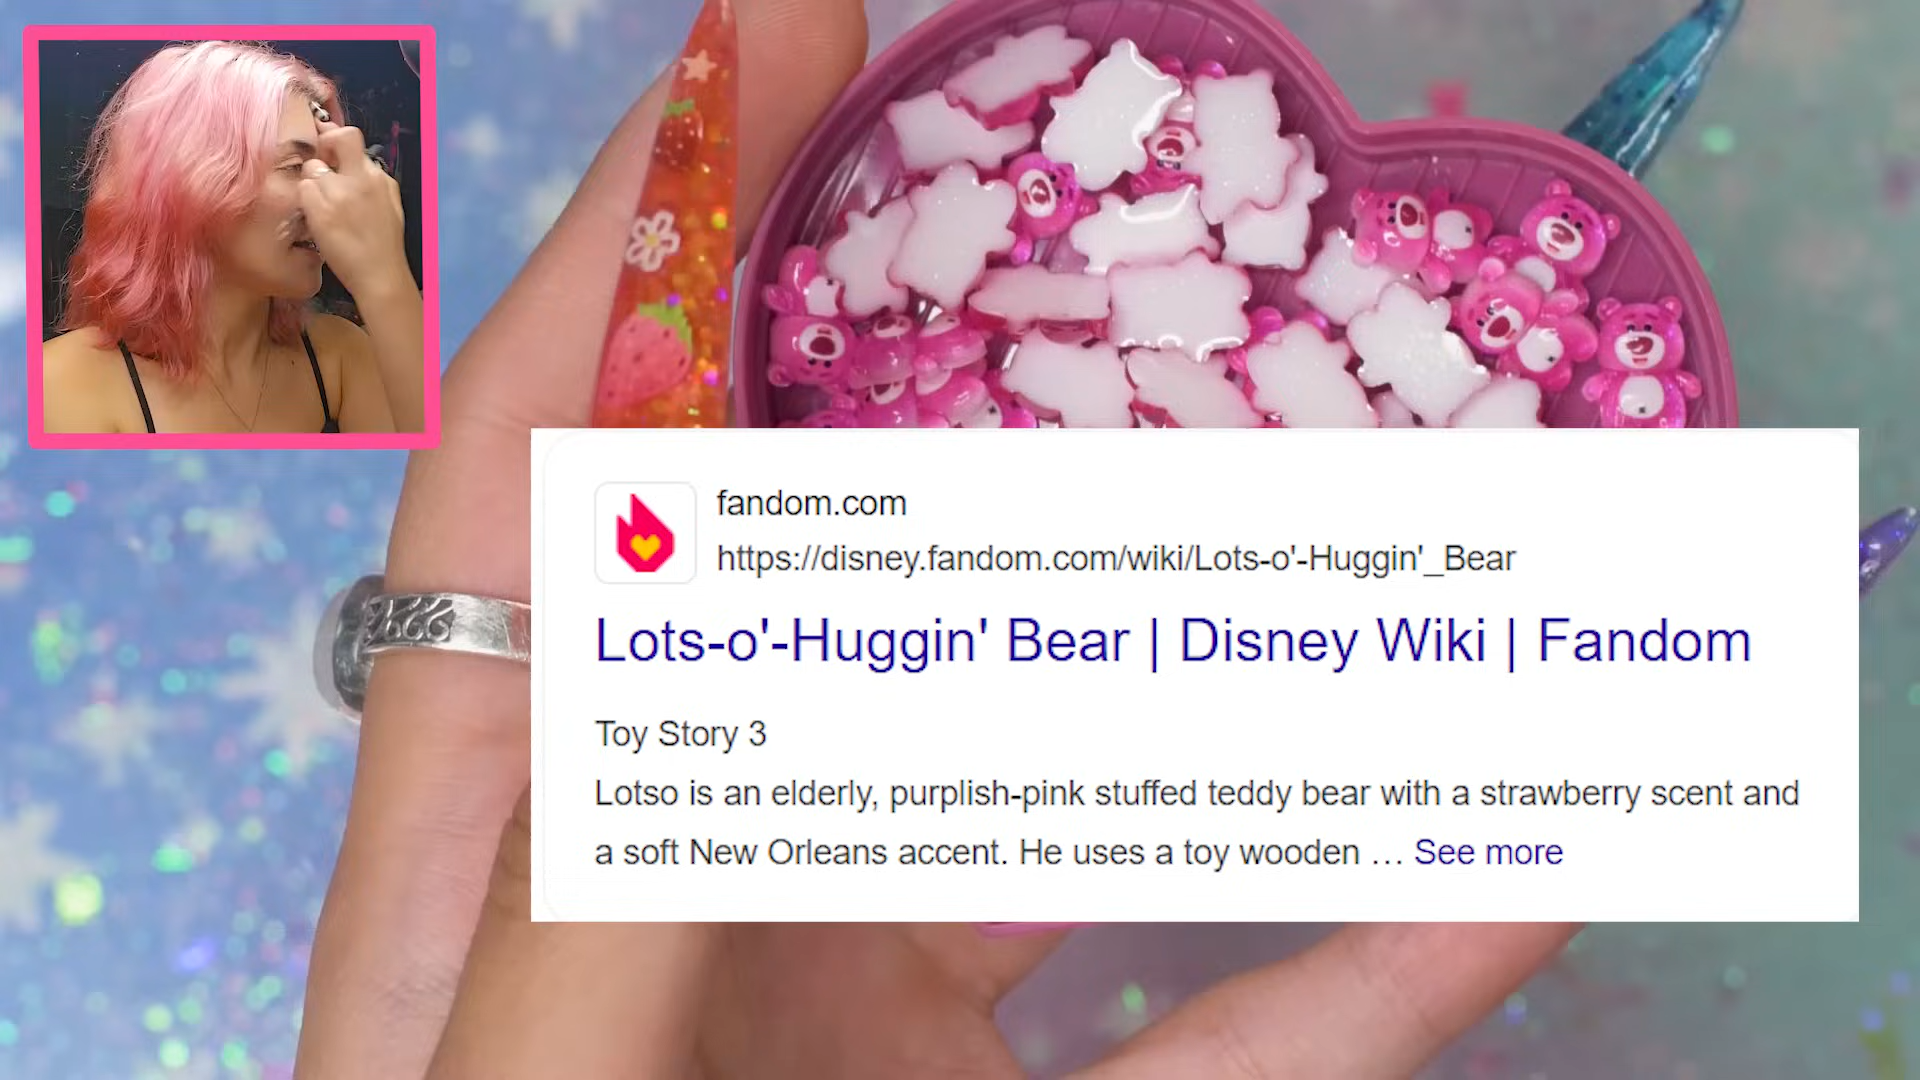 fandom.com
https://disney.fandom.com/wiki/Lots-o'-Huggin'_Bear
Lots-o'-Huggin' Bear | Disney Wiki | Fandom
Toy Story 3
Lotso is an elderly, purplish-pink stuffed teddy bear with a strawberry scent and
a soft New Orleans accent. He uses a toy wooden … See more